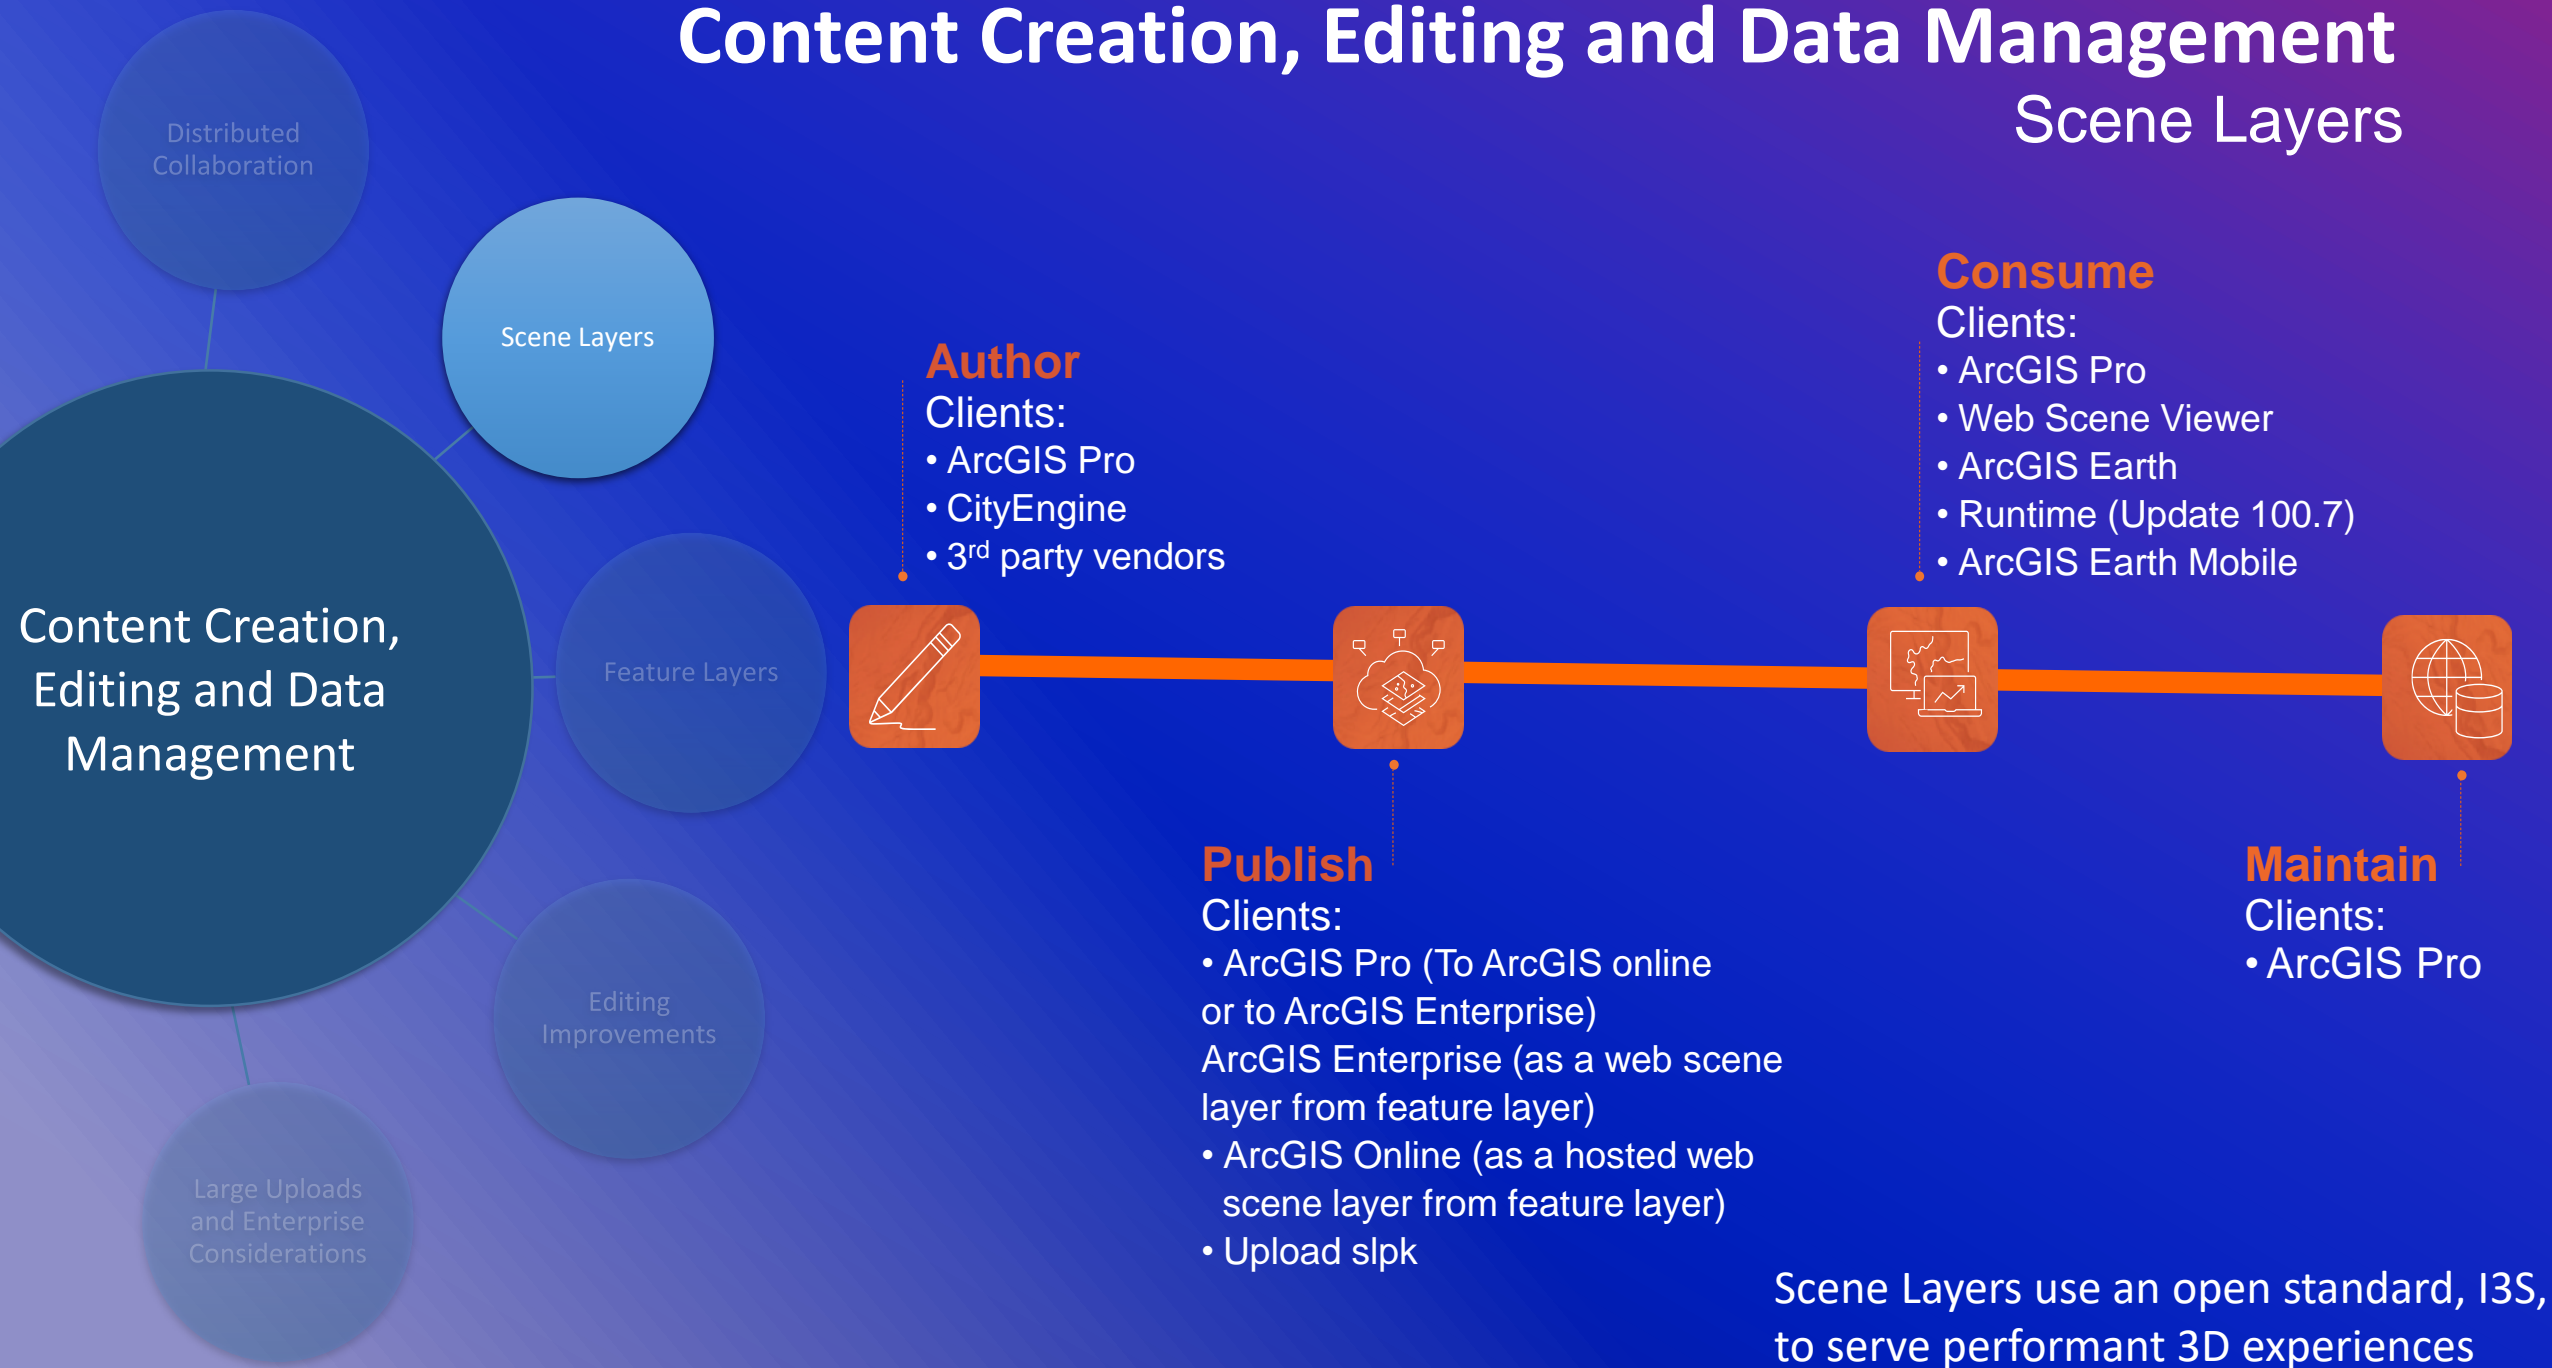 Content Creation, Editing and Data Management
Scene Layers
Distributed
Collaboration
Scene Layers
Feature Layers
Editing
Improvements
Large Uploads
and Enterprise
Considerations
Content Creation,
Editing and Data
Management
Author
Clients:
• ArcGIS Pro
• CityEngine
• 3rd party vendors
Publish
Clients:
• ArcGIS Pro (To ArcGIS online
or to ArcGIS Enterprise)
ArcGIS Enterprise (as a web scene
layer from feature layer)
• ArcGIS Online (as a hosted web
scene layer from feature layer)
• Upload slpk
Consume
Clients:
• ArcGIS Pro
• Web Scene Viewer
• ArcGIS Earth
• Runtime (Update 100.7)
• ArcGIS Earth Mobile
Maintain
Clients:
• ArcGIS Pro
Scene Layers use an open standard, I3S,
to serve performant 3D experiences